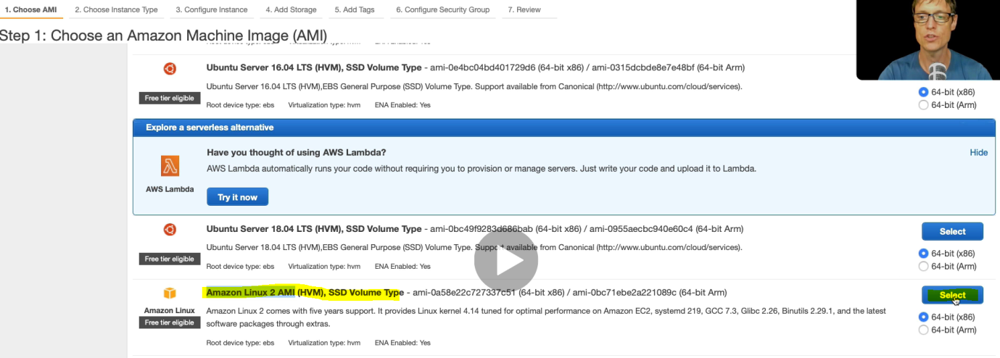 1. Choose AMI 2. Choose Instance Type 3. Configure Instance 4. Add Storage 5. Add Tags 6. Configure Security Group 7. Review
Step 1: Choose an Amazon Machine Image (AMI)
Root device type: ebs Virtualization type: hvm ENA Enabled: Yes
Ubuntu Server 16.04 LTS (HVM), SSD Volume Type - ami-0e4bc04bd401729d6 (64-bit x86) / ami-0315dcbde8e7e48bf (64-bit Arm)
Ubuntu Server 16.04 LTS (HVM),EBS General Purpose (SSD) Volume Type. Support available from Canonical (http://www.ubuntu.com/cloud/services).
64-bit (x86)
Free tier eligible
Root device type: ebs Virtualization type: hvm ENA Enabled: Yes
64-bit (Arm)
Explore a serverless alternative
Have you thought of using AWS Lambda?
Hide
AWS Lambda automatically runs your code without requiring you to provision or manage servers. Just write your code and upload it to Lambda.
AWS Lambda
Try it now
Ubuntu Server 18.04 LTS (HVM), SSD Volume Type - ami-0bc49f9283d686bab (64-bit x86) / ami-0955aecbc940e60c4 (64-bit Arm)
Select
Ubuntu Server 18.04 LTS (HVM),EBS General Purpose (SSD) Volume Type. Support available from Canonical (http://www.ubuntu.com/cloud/services).
64-bit (x86)
Free tier eligible
Root device type: ebs Virtualization type: hvm ENA Enabled: Yes
64-bit (Arm)
Amazon Linux 2 AMI (HVM), SSD Volume Type - ami-0a58e22c727337c51 (64-bit x86) / ami-0bc71ebe2a221089c (64-bit Arm)
Select
Amazon Linux
Amazon Linux 2 comes with five years support. It provides Linux kernel 4.14 tuned for optimal performance on Amazon EC2, systemd 219, GCC 7.3, Glibc 2.26, Binutils 2.29.1, and the latest
software packages through extras.
64-bit (x86)
Free tier eligible
64-bit (Arm)
Root device type: ebs Virtualization type: hvm ENA Enabled: Yes